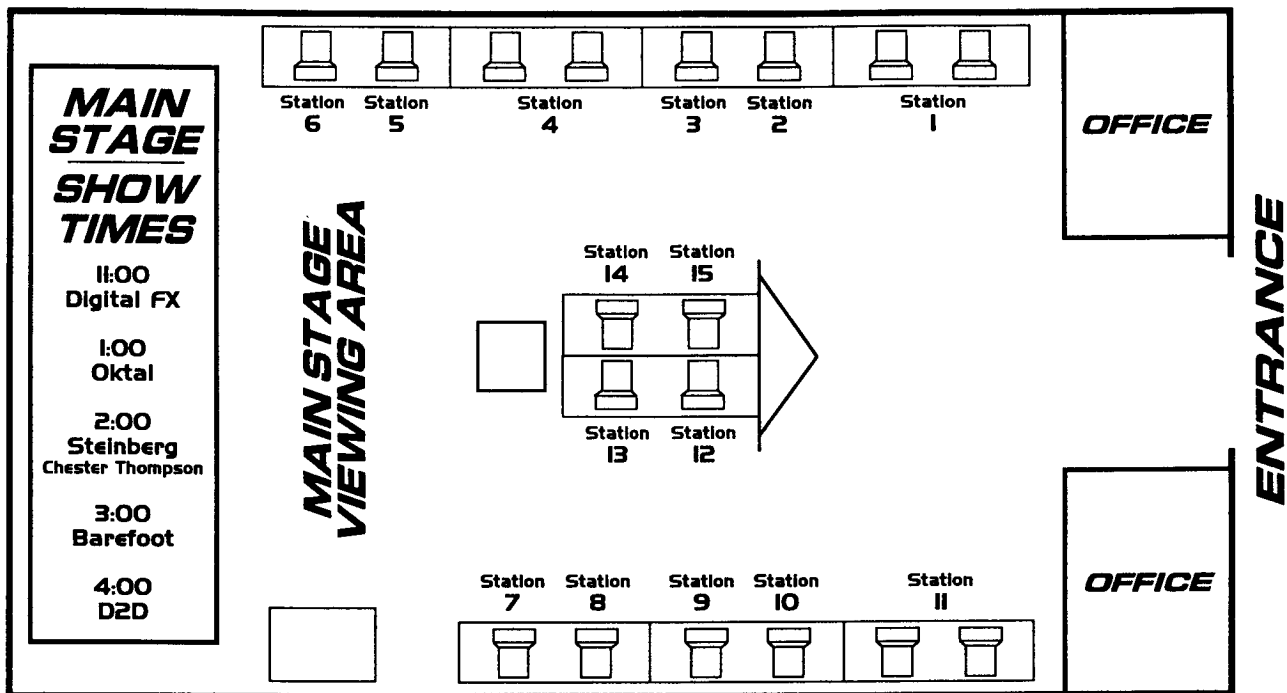 MAIN
STAGE
SHOW
TIMES
11:00
Digital FX
1:00
Oktal
2:00
Steinberg
Chester Thompson
3:00
Barefoot
4:00
D2D
MAIN STAGE
VIEWING AREA
Station
6
Station
5
Station
4
Station
3
Station
2
Station
1
Station
14
Station
15
Station
13
Station
12
Station
7
Station
8
Station
9
Station
10
Station
11
OFFICE
OFFICE
ENTRANCE